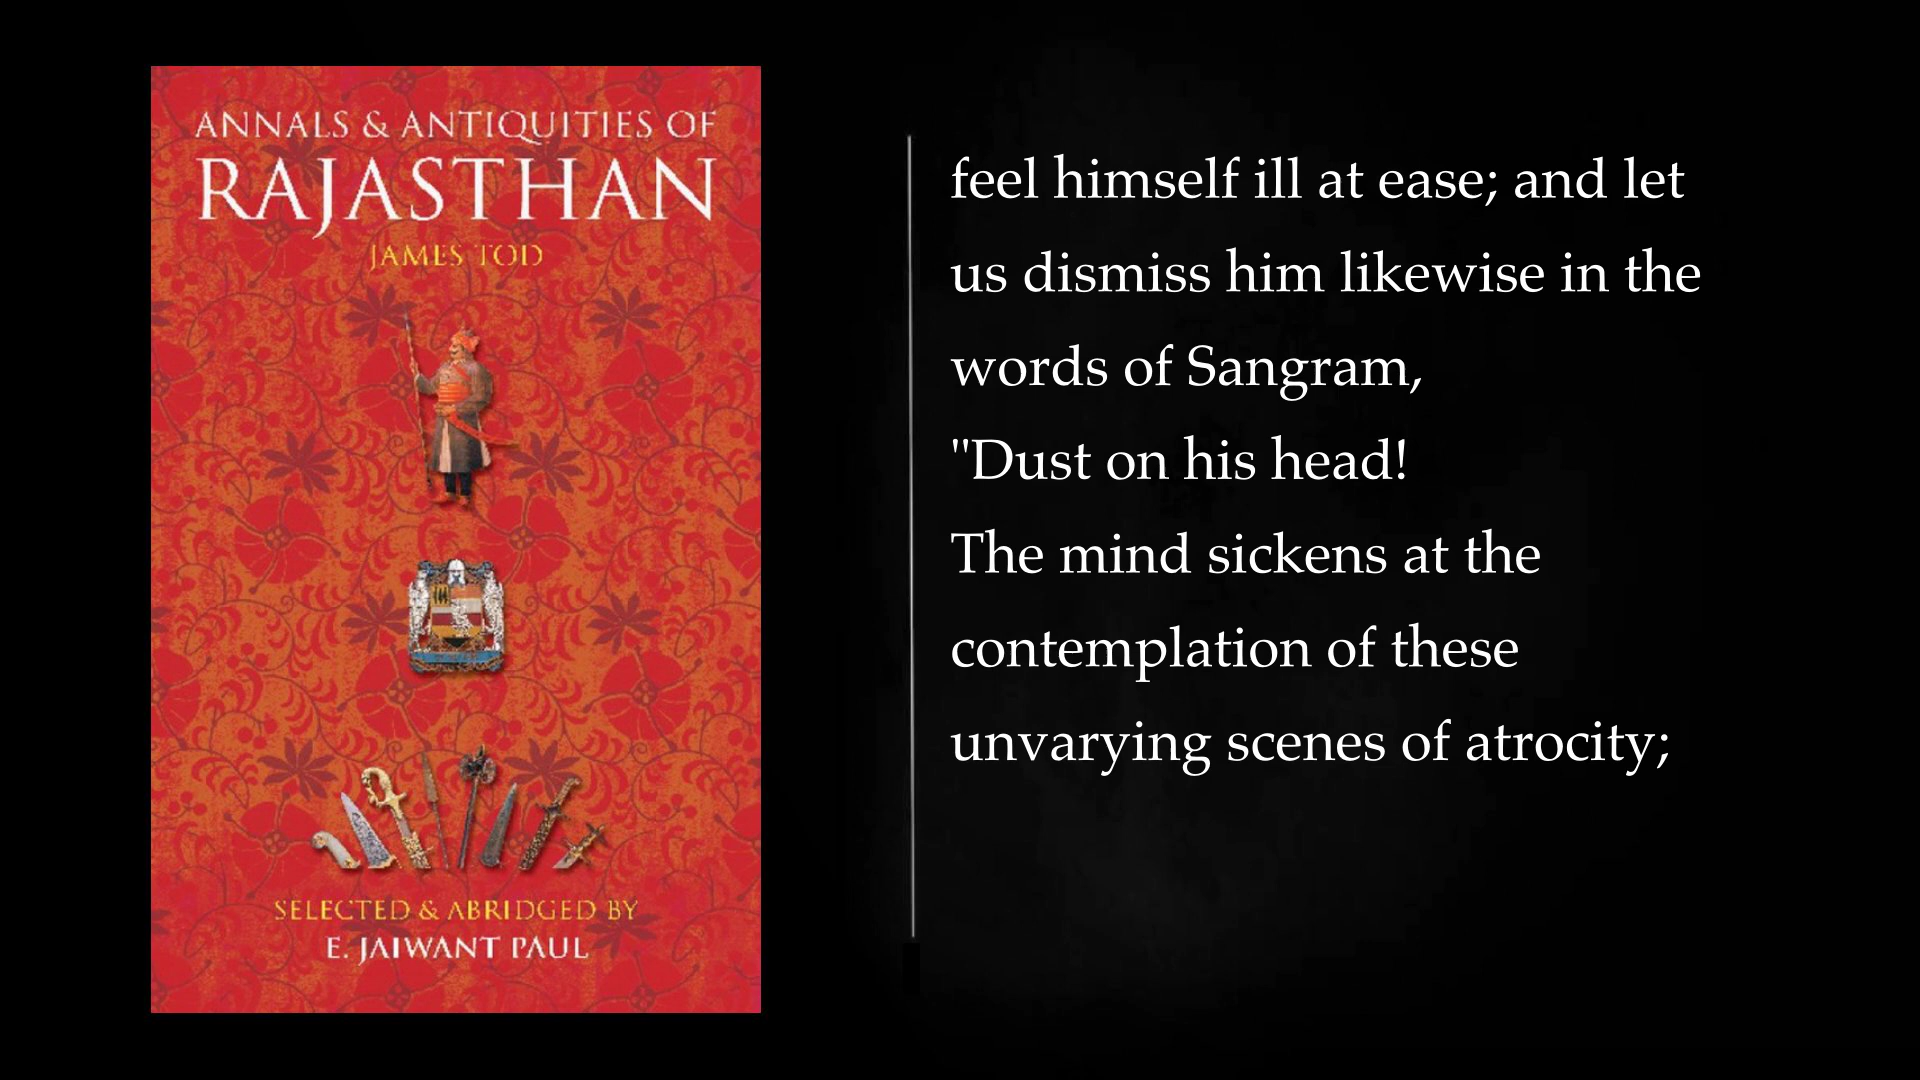 ANNALS & ANTIQUITIES OF
RAJASTHAN
JAMES TOD
SELECTED & ABRIDGED BY
E. JAIWANT PAUL
feel himself ill at ease; and let
us dismiss him likewise in the
words of Sangram,
"Dust on his head!
The mind sickens at the
contemplation of these
unvarying scenes of atrocity;